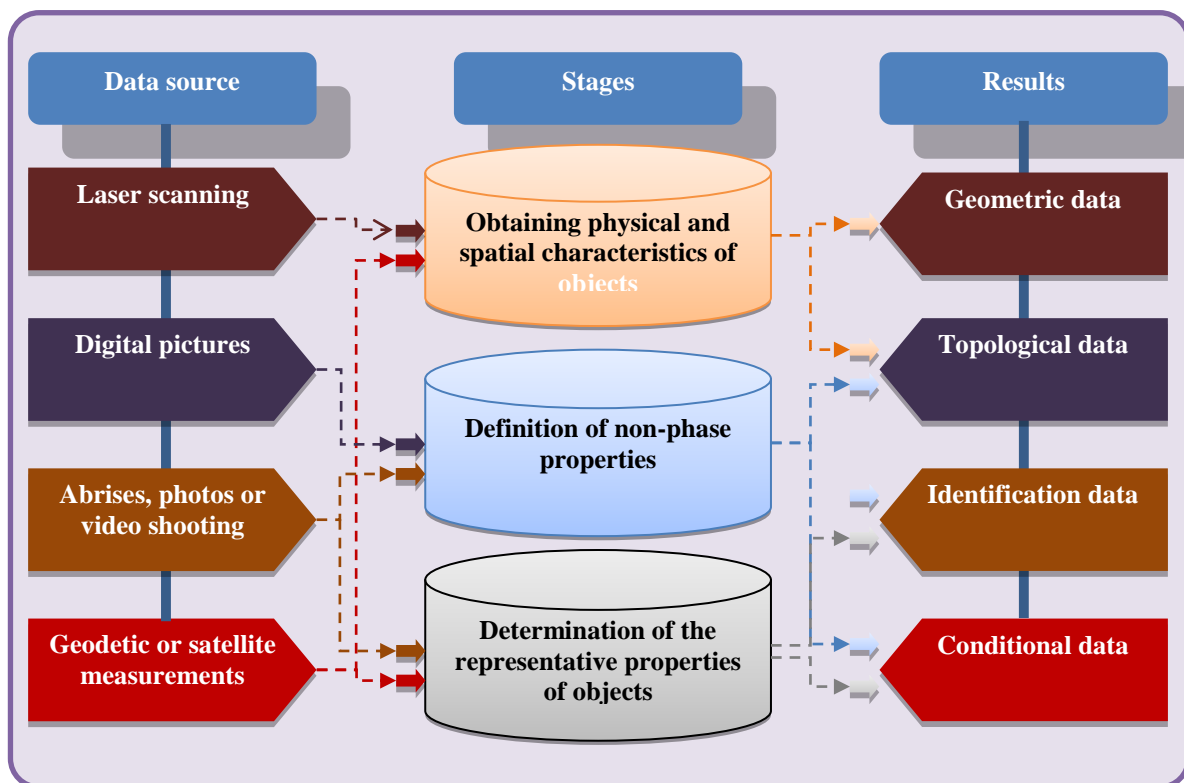 Data source
Stages
Results
Laser scanning
Digital pictures
Abrises, photos or
video shooting
Geodetic or satellite
measurements
Obtaining physical and
spatial characteristics of
objects
Definition of non-phase
properties
Determination of the
representative properties
of objects
Geometric data
Topological data
Identification data
Conditional data